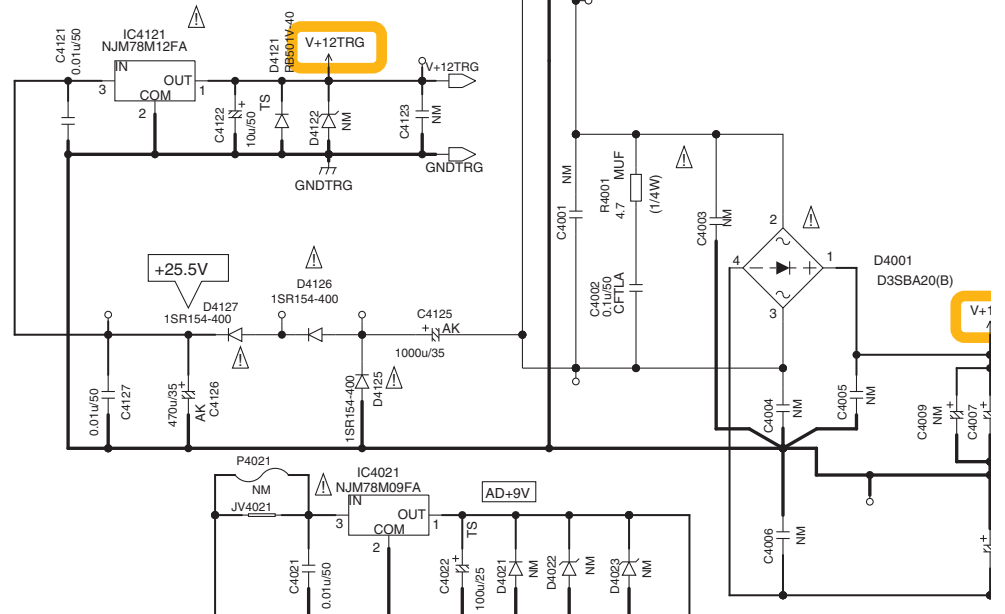 C4121
0.01u/50
IC4121
NJM78M12FA
IN
OUT
COM
3
1
2
C4122
10u/50
+
TS
D4121
RB501V-40
V+12TRG
D4122
NM
C4123
NM
V+12TRG
GNDTRG
GNDTRG
+25.5V
D4127
1SR154-400
D4126
1SR154-400
C4125
+
AK
1000u/35
0.01u/50
C4127
470u/35
+
AK
C4126
1SR154-400
D4125
C4001
NM
R4001
4.7
MUF
(1/4W)
C4002
0.1u/50
CFTLA
C4003
NM
2
4
1
3
D4001
D3SBA20(B)
V+1
C4004
NM
C4005
NM
C4009
NM
+
C4007
+
C4006
NM
+
P4021
NM
JV4021
IC4021
NJM78M09FA
IN
OUT
COM
3
1
2
AD+9V
C4021
0.01u/50
C4022
100u/25
+
TS
D4021
NM
D4022
NM
D4023
NM